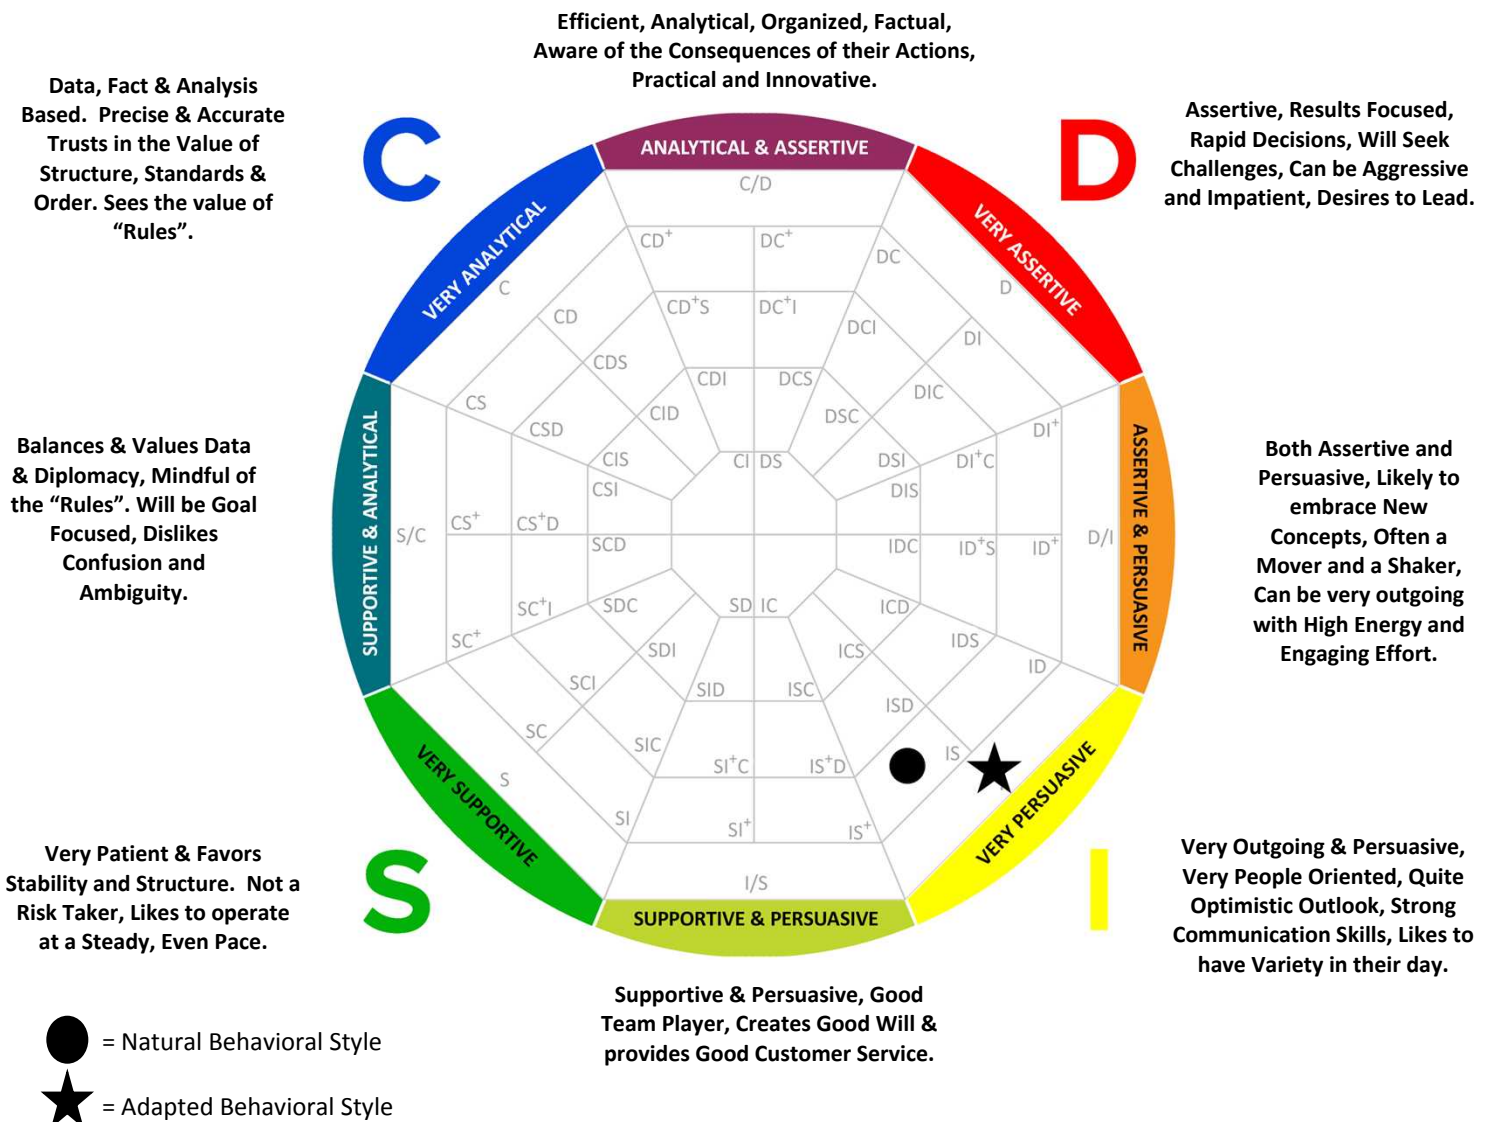 Efficient, Analytical, Organized, Factual,
Aware of the Consequences of their Actions,
Practical and Innovative.
Data, Fact & Analysis
Based. Precise & Accurate
Trusts in the Value of
Structure, Standards &
Order. Sees the value of
“Rules”.
C
D
Assertive, Results Focused,
Rapid Decisions, Will Seek
Challenges, Can be Aggressive
and Impatient, Desires to Lead.
ANALYTICAL & ASSERTIVE
VERY ANALYTICAL
VERY ASSERTIVE
C/D
CD+
DC+
DC
C
D
CD
CD+S
DC+I
DCI
DI
CDS
CDI
DCS
DIC
CS
CID
DSC
CSD
DI+
CIS
CI
DS
DSI
DI+C
CSI
DIS
Balances & Values Data
& Diplomacy, Mindful of
the “Rules”. Will be Goal
Focused, Dislikes
Confusion and
Ambiguity.
SUPPORTIVE & ANALYTICAL
ASSERTIVE & PERSUASIVE
Both Assertive and
Persuasive, Likely to
embrace New
Concepts, Often a
Mover and a Shaker,
Can be very outgoing
with High Energy and
Engaging Effort.
S/C
CS+
CS+D
SCD
IDC
ID+S
ID+
D/I
SC+I
SDC
SD
IC
ICD
SC+
SDI
ICS
IDS
ID
SCI
SID
ISC
ISD
SC
SIC
SI+C
IS+D
IS
S
SI
SI+
IS+
I/S
VERY SUPPORTIVE
VERY PERSUASIVE
SUPPORTIVE & PERSUASIVE
Very Patient & Favors
Stability and Structure. Not a
Risk Taker, Likes to operate
at a Steady, Even Pace.
S
I
Very Outgoing & Persuasive,
Very People Oriented, Quite
Optimistic Outlook, Strong
Communication Skills, Likes to
have Variety in their day.
Supportive & Persuasive, Good
Team Player, Creates Good Will &
provides Good Customer Service.
= Natural Behavioral Style
= Adapted Behavioral Style